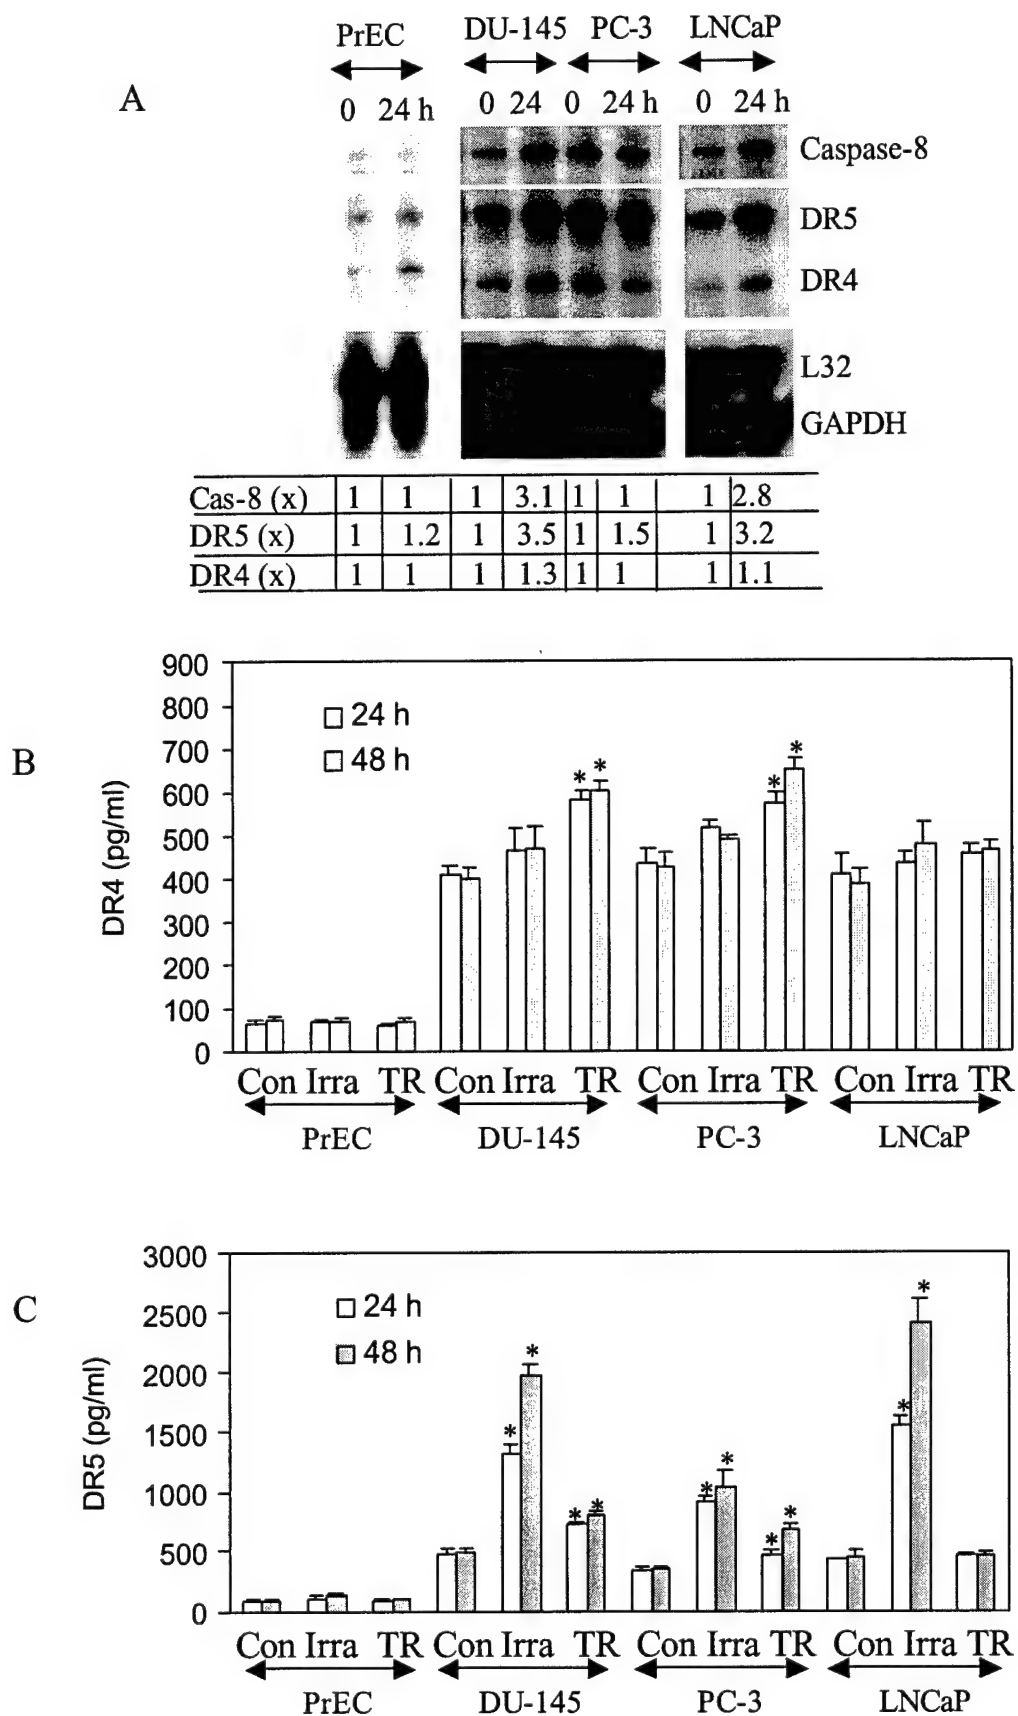 PrEC DU-145 PC-3 LNCaP
A
0 24 h 0 24 0 24 h 0 24 h
Caspase-8
DR5
DR4
L32
GAPDH
Cas-8 (x) 1 1 1 3.1 1 1 1 2.8
DR5 (x) 1 1.2 1 3.5 1 1.5 1 3.2
DR4 (x) 1 1 1 1.3 1 1 1 1.1
B
DR4 (pg/ml)
900
800
700
600
500
400
300
200
100
0
24 h
48 h
* * * *
Con Irra TR Con Irra TR Con Irra TR Con Irra TR
PrEC DU-145 PC-3 LNCaP
C
DR5 (pg/ml)
3000
2500
2000
1500
1000
500
0
24 h
48 h
* * * * * * * * * *
Con Irra TR Con Irra TR Con Irra TR Con Irra TR
PrEC DU-145 PC-3 LNCaP